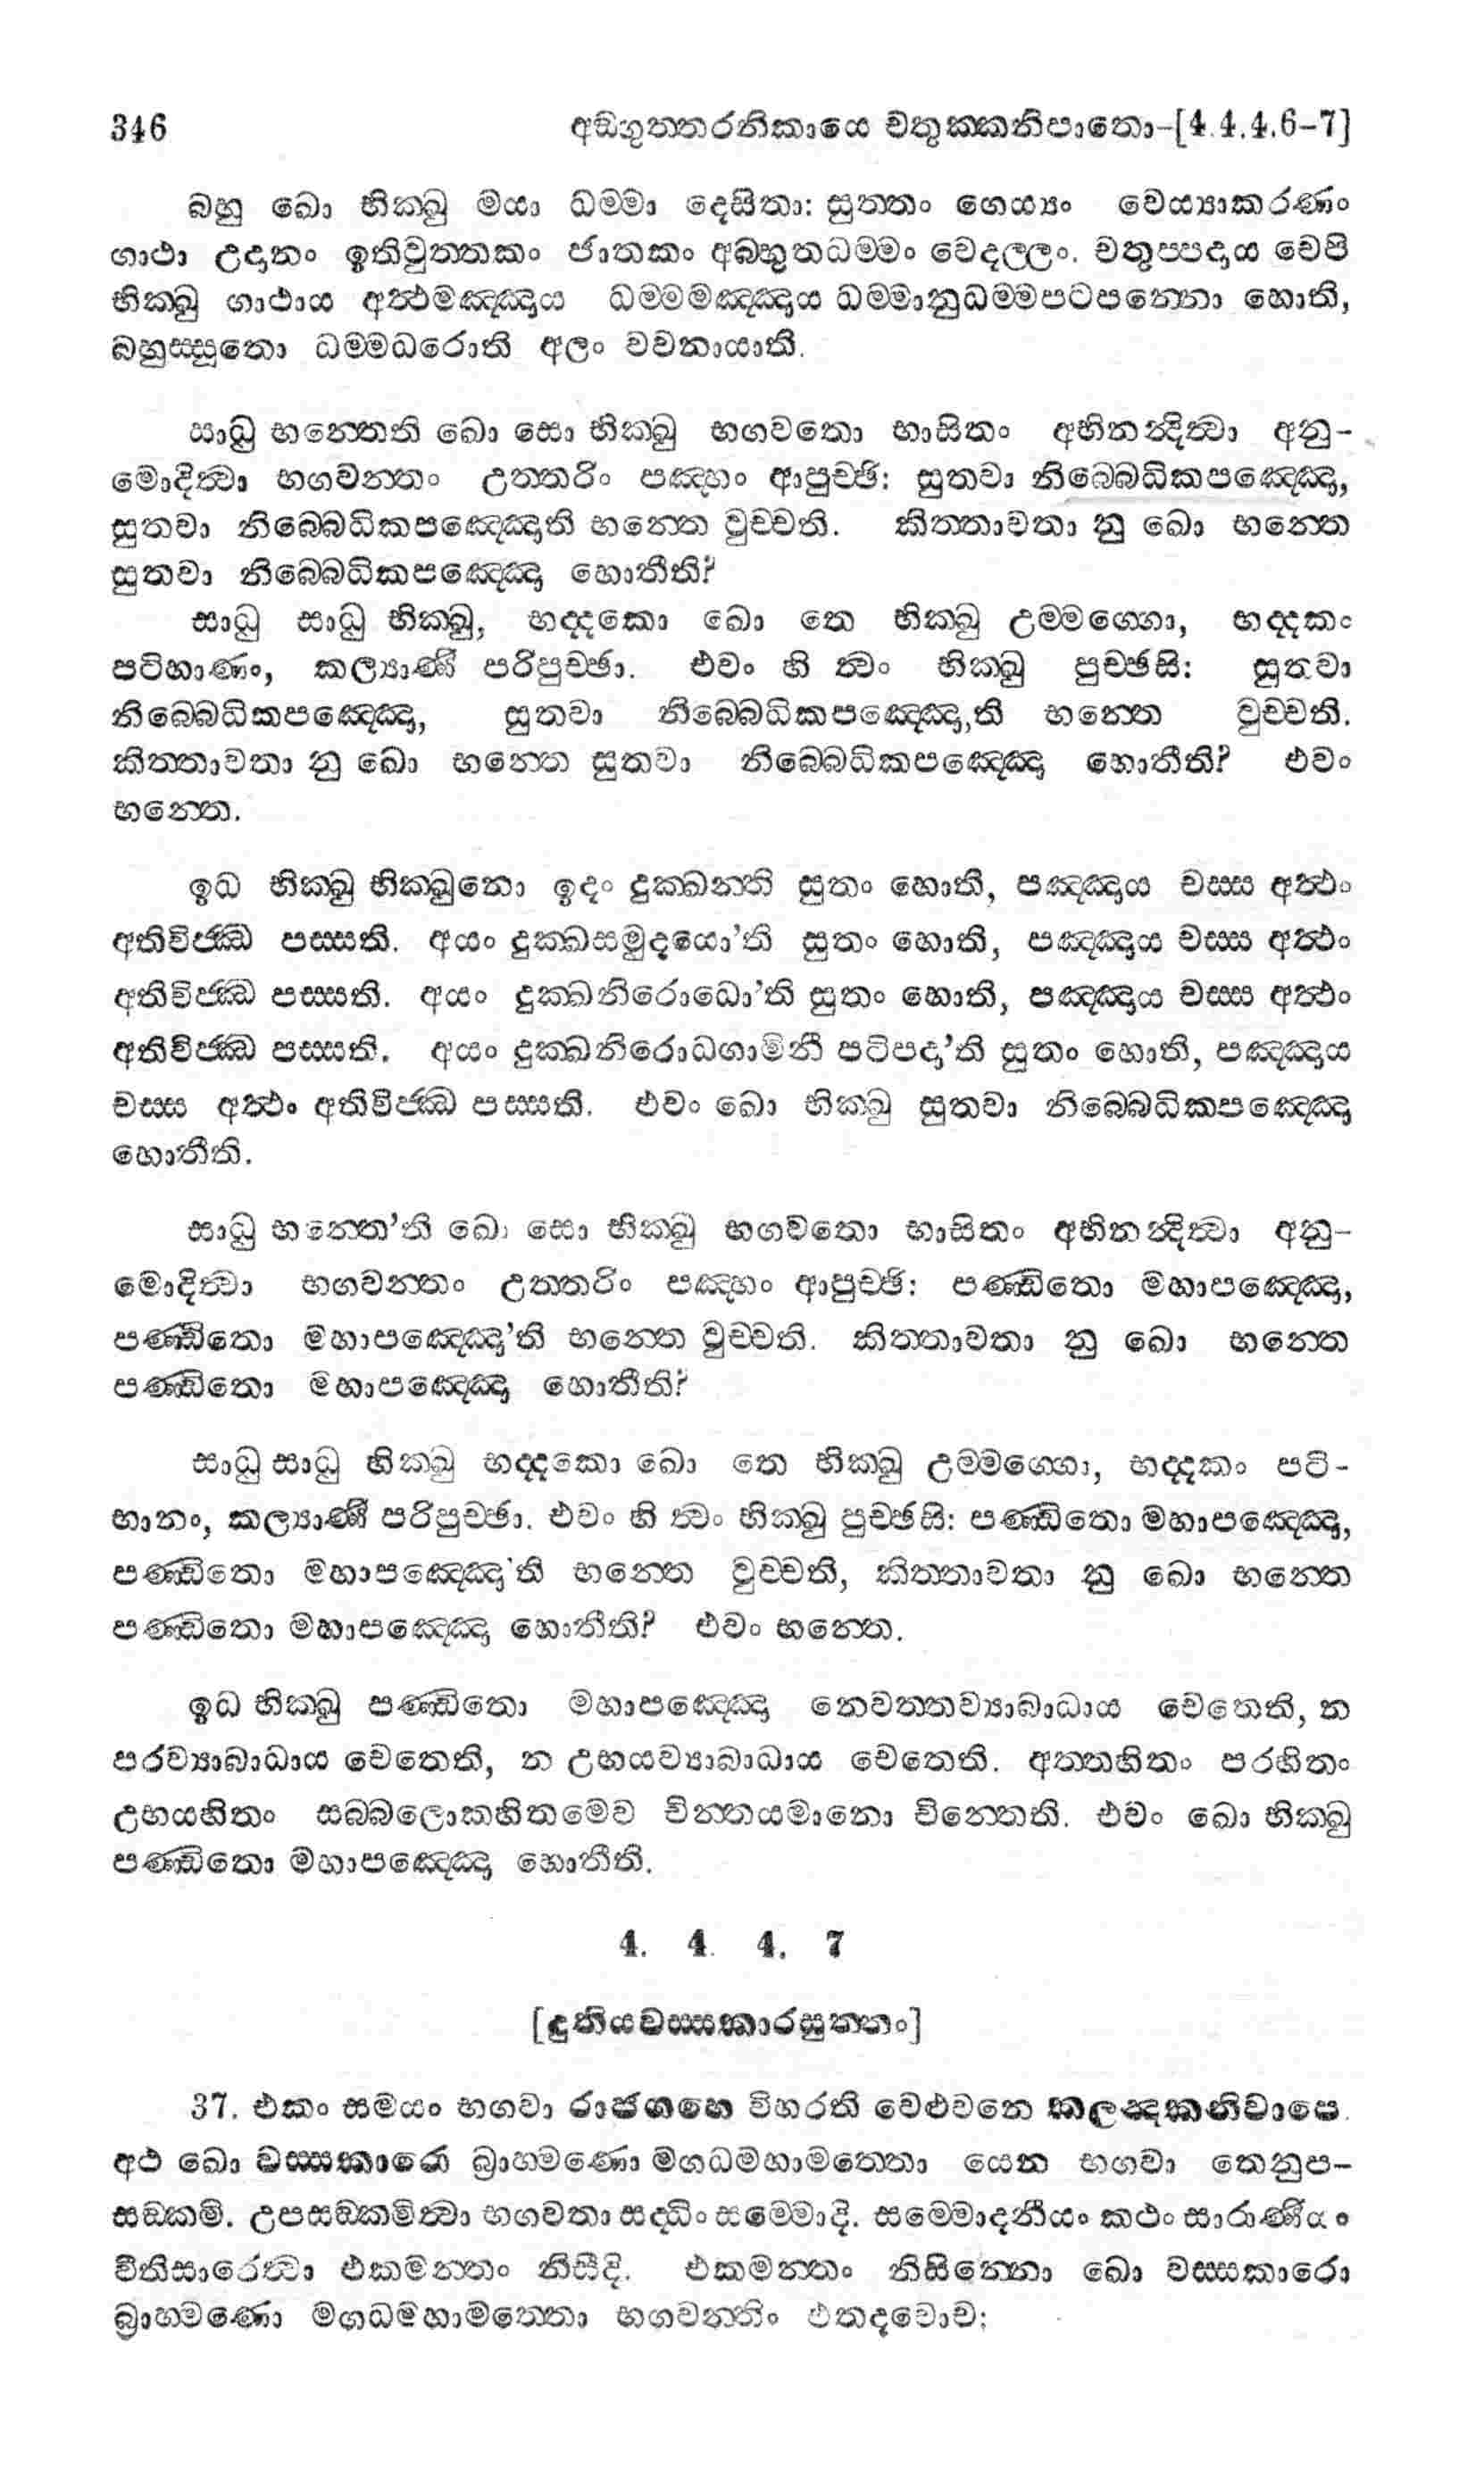 346 අඞ්ගුත්තරනිකායෙ චතුක්කනිපාතො-[4.4.4.6-7]
බහු ඛො භික්ඛු මයා ධම්මා දෙසිතා: සුත්තං ගෙය්‍යං වෙය්‍යාකරණං
ගාථා උදානං ඉතිවුත්තකං ජාතකං අබ්භුතධම්මං වෙදල්ලං. චතුප්පදාය චෙපි
භික්ඛු ගාථාය අත්‍ථමඤ්ඤාය ධම්මමඤ්ඤාය ධම්මානුධම්මපටපන්නො හොති,
බහුස්සුතො ධම්මධරොති අලං වචනායාති.
සාධු භන්තෙති ඛො සො භික්ඛු භගවතො භාසිතං අභිනන්‍දිත්‍වා අනු-
මොදිත්‍වා භගවන්තං උත්තරිං පඤ්හං ආපුච්ඡි: සුතවා නිබ්බෙධිකපඤ්ඤො,
සුතවා නිබ්බෙධිකපඤ්ඤොති භන්තෙ වුච්චති. කිත්තාවතා නු ඛො භන්තෙ
සුතවා නිබ්බෙධිකපඤ්ඤො හොතීති?
සාධු සාධු භික්ඛු, භද්දකො ඛො තෙ භික්ඛු උම්මග්ගො, භද්දකං
පටිභාණං, කල්‍යාණී පරිපුච්ඡා. එවං හි ත්‍වං භික්ඛු පුච්ඡසි: සුතවා
නිබ්බෙධිකපඤ්ඤො, සුතවා නිබ්බෙධිකපඤ්ඤො,ති භන්තෙ වුච්චති.
කිත්තාවතා නු ඛො භන්තෙ සුතවා නිබ්බෙධිකපඤ්ඤො හොතීති? එවං
භන්තෙ.
ඉධ භික්ඛු භික්ඛුනො ඉදං දුක්ඛන්ති සුතං හොති, පඤ්ඤාය චස්ස අත්‍ථං
අතිවිජ්ඣ පස්සති. අයං දුක්ඛසමුදයො’ති සුතං හොති, පඤ්ඤාය චස්ස අත්‍ථං
අතිවිජ්ඣ පස්සති. අයං දුක්ඛනිරොධො’ති සුතං හොති, පඤ්ඤාය චස්ස අත්‍ථං
අතිවිජ්ඣ පස්සති. අයං දුක්ඛනිරොධගාමිනී පටිපදා’ති සුතං හොති, පඤ්ඤාය
චස්ස අත්‍ථං අතිවිජ්ඣ පස්සති. එවං ඛො භික්ඛු සුතවා නිබ්බෙධිකපඤ්ඤො
හොතීති.
සාධු භන්තෙ’ති ඛො සො භික්ඛු භගවතො භාසිතං අභිනන්‍දිත්‍වා අනු-
මොදිත්‍වා භගවන්තං උත්තරිං පඤ්හං ආපුච්ඡි: පණ්ඩිතො මහාපඤ්ඤො,
පණ්ඩිතො මහාපඤ්ඤො’ති භන්තෙ වුච්චති. කිත්තාවතා නු ඛො භන්තෙ
පණ්ඩිතො මහාපඤ්ඤො හොතීති?
සාධු සාධු භික්ඛු භද්දකො ඛො තෙ භික්ඛු උම්මග්ගො, භද්දකං පටි-
භානං, කල්‍යාණී පරිපුච්ඡා. එවං හි ත්‍වං භික්ඛු පුච්ඡසි: පණ්ඩිතො මහාපඤ්ඤො,
පණ්ඩිතො මහාපඤ්ඤො’ති භන්තෙ වුච්චති, කිත්තාවතා නු ඛො භන්තෙ
පණ්ඩිතො මහාපඤ්ඤො හොතීති? එවං භන්තෙ.
ඉධ භික්ඛු පණ්ඩිතො මහාපඤ්ඤො නෙවත්තව්‍යාබාධාය චෙතෙති, න
පරව්‍යාබාධාය චෙතෙති, න උභයව්‍යාබාධාය චෙතෙති. අත්තහිතං පරහිතං
උභයහිතං සබ්බලොකහිතමෙව චින්තයමානො චින්තෙති. එවං ඛො භික්ඛු
පණ්ඩිතො මහාපඤ්ඤො හොතීති.
4. 4. 4. 7
[දුතියවස්සකාරසුත්තං]
37. එකං සමයං භගවා රාජගහෙ විහරති වෙළුවනෙ කලන්‍දකනිවාපෙ.
අථ ඛො වස්සකාරො බ්‍රාහ්මණො මගධමහාමත්තො යෙන භගවා තෙනුප-
සඞ්කමි. උපසඞ්කමිත්‍වා භගවතා සද්ධිං සම්මොදි. සම්මොදනීයං කථං සාරාණීයං
වීතිසාරෙත්‍වා එකමන්තං නිසීදි. එකමන්තං නිසින්නො ඛො වස්සකාරො
බ්‍රාහ්මණො මගධමහාමත්තො භගවන්තිං එතදවොච: